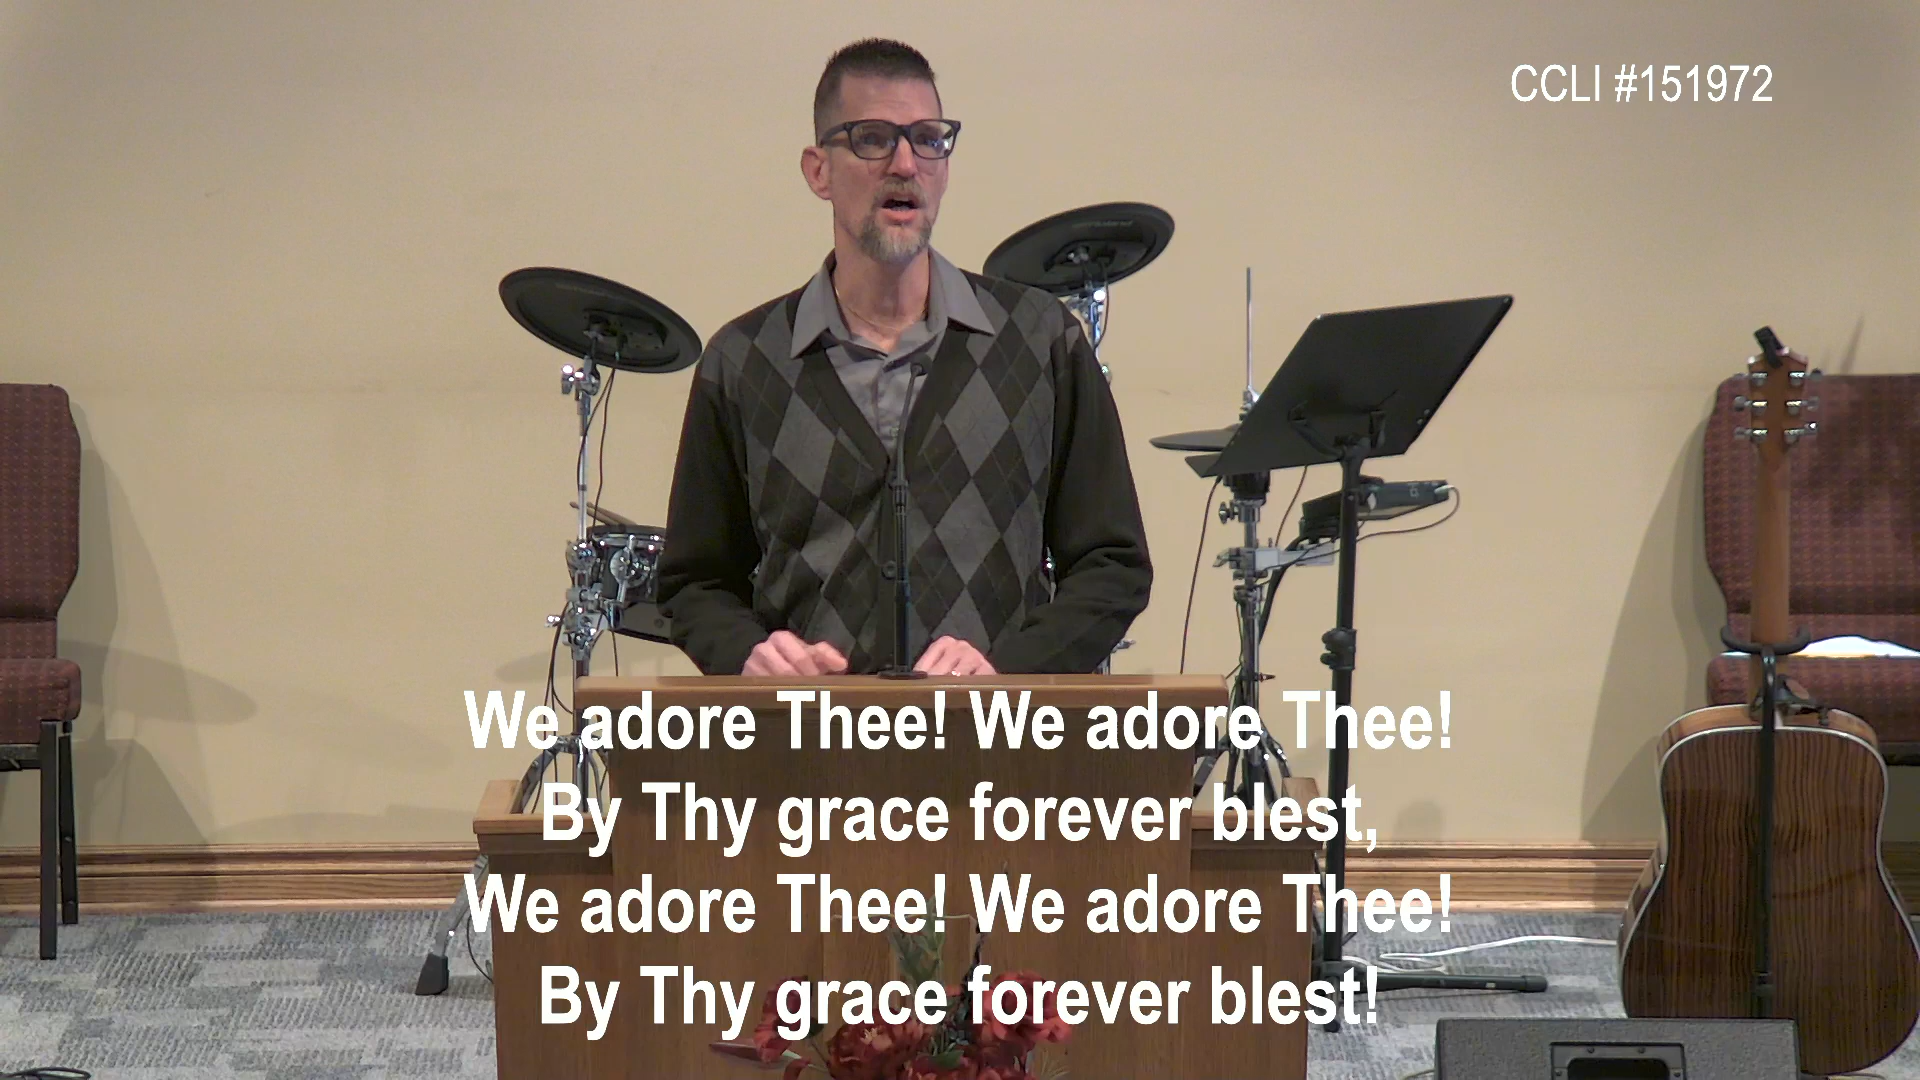 CCLI #151972
We adore Thee! We adore Thee!
By Thy grace forever blest,
We adore Thee! We adore Thee!
By Thy grace forever blest!